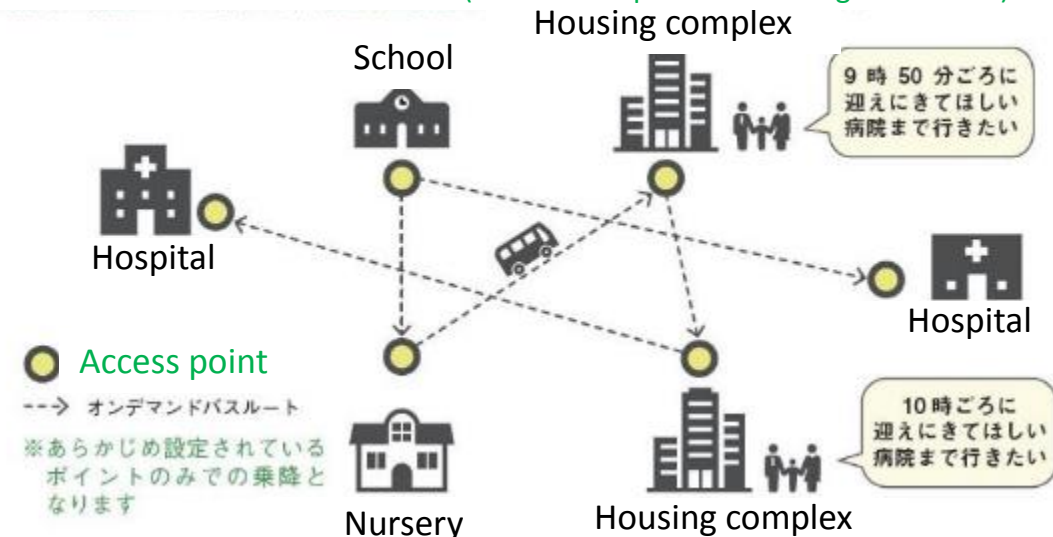 Housing complex
School
9 時 50 分ごろに
迎えにきてほしい
病院まで行きたい
Hospital
Hospital
Access point
オンデマンドバスルート
※あらかじめ設定されている
ポイントのみでの乗降と
なります
10時ごろに
迎えにきてほしい
病院まで行きたい
Nursery
Housing complex